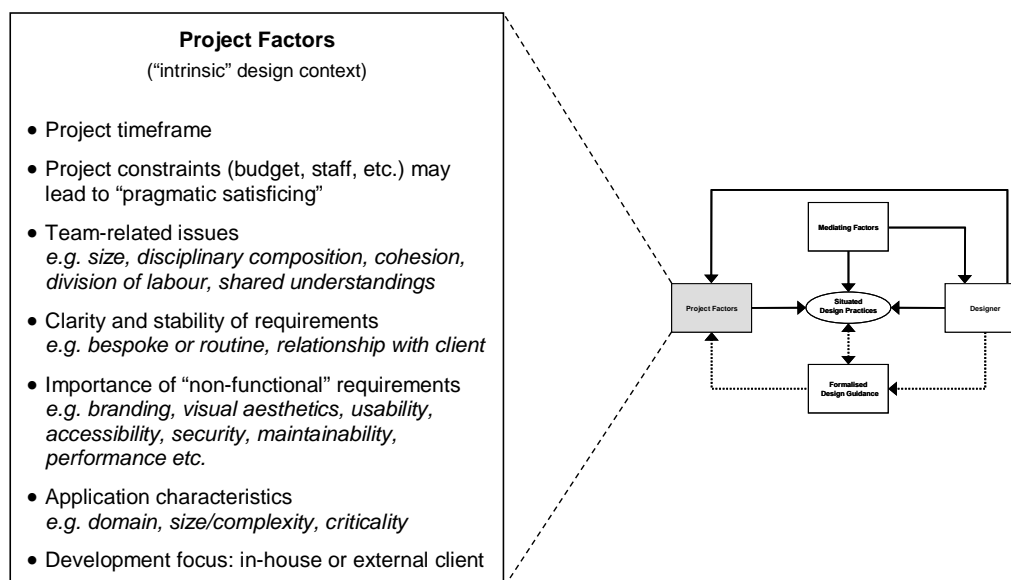 Project Factors
(“intrinsic” design context)
• Project timeframe
• Project constraints (budget, staff, etc.) may
lead to “pragmatic satisficing”
• Team-related issues
e.g. size, disciplinary composition, cohesion,
division of labour, shared understandings
• Clarity and stability of requirements
e.g. bespoke or routine, relationship with client
• Importance of “non-functional” requirements
e.g. branding, visual aesthetics, usability,
accessibility, security, maintainability,
performance etc.
• Application characteristics
e.g. domain, size/complexity, criticality
• Development focus: in-house or external client
Mediating Factors
Project Factors
Situated
Design Practices
Designer
Formalised
Design Guidance